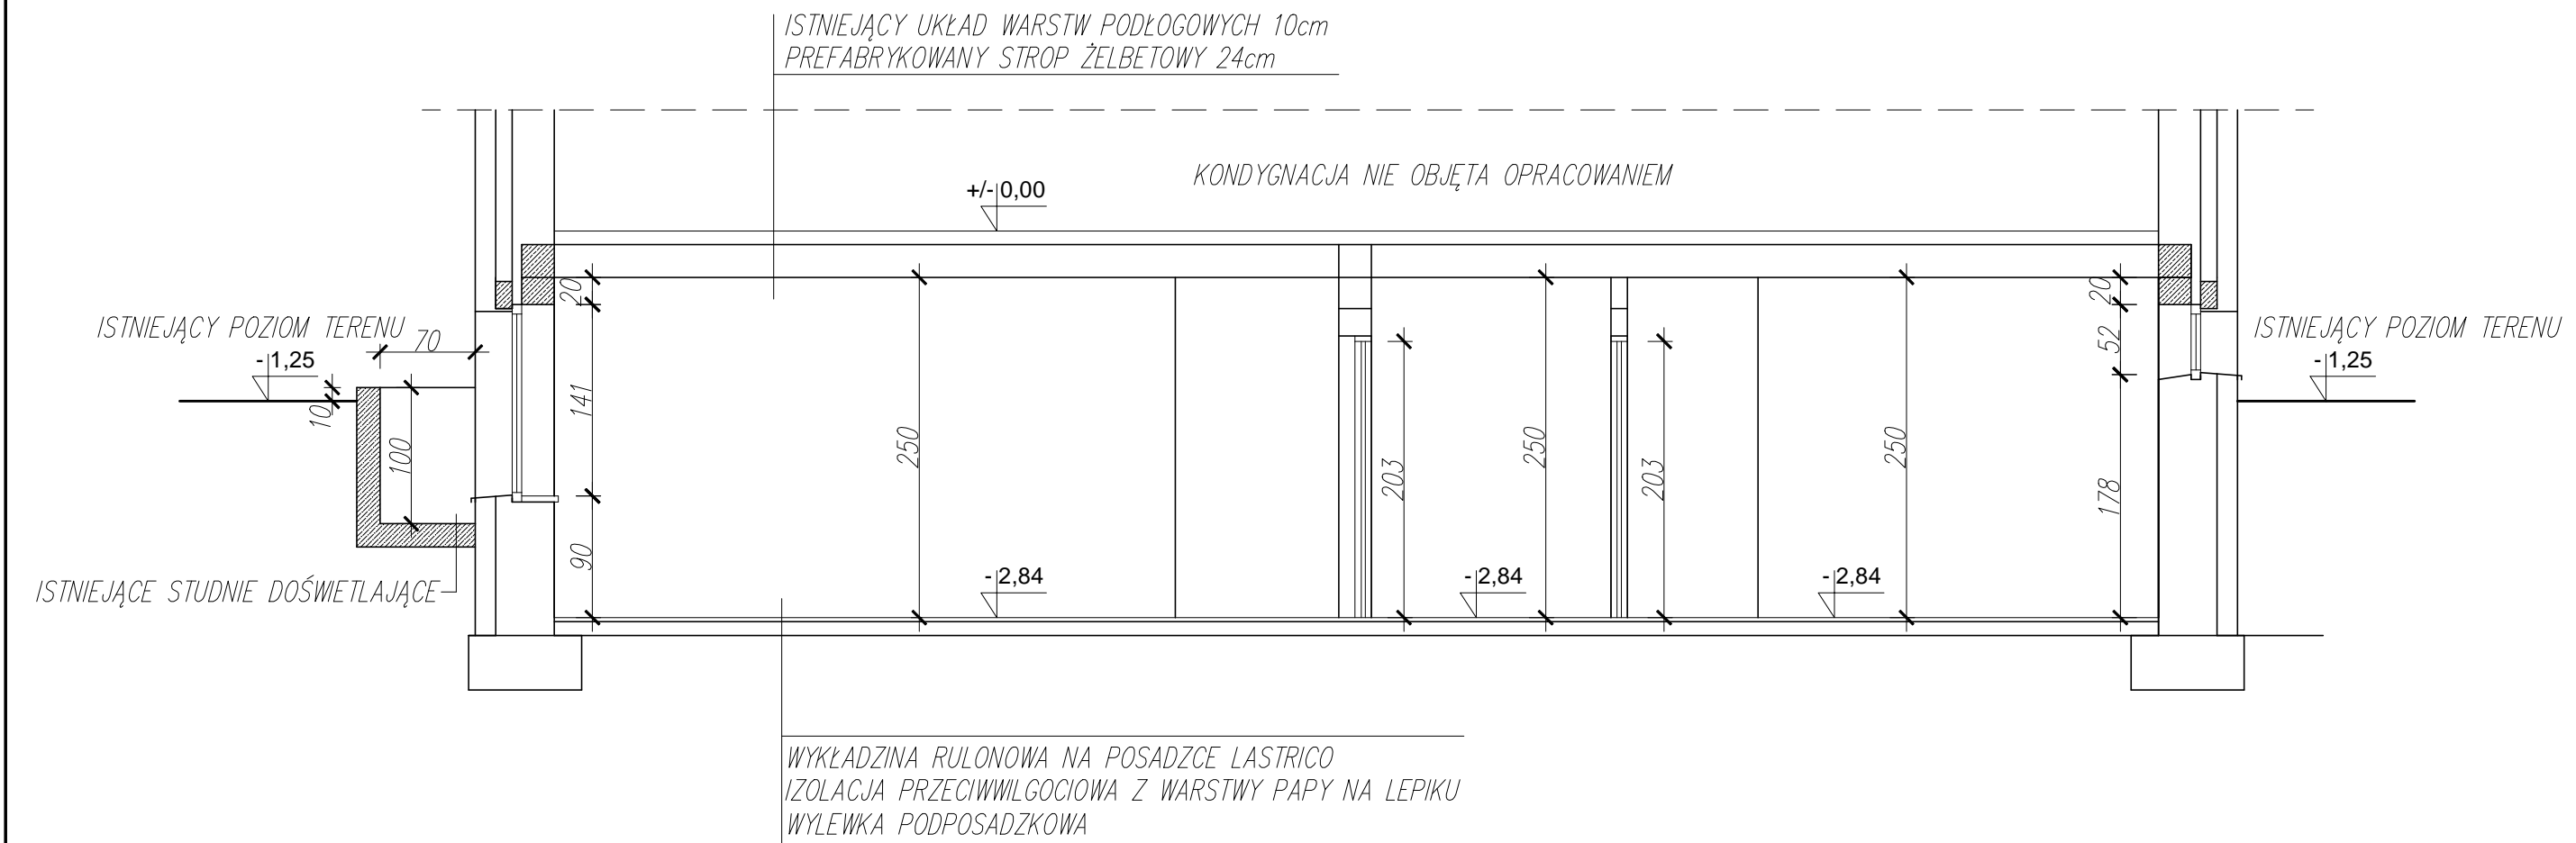 ISTNIEJĄCY UKŁAD WARSTW PODŁOGOWYCH 10cm
PREFABRYKOWANY STROP ŻELBETOWY 24cm
KONDYGNACJA NIE OBJĘTA OPRACOWANIEM
+/-0,00
20
20
ISTNIEJĄCY POZIOM TERENU
70
52
ISTNIEJĄCY POZIOM TERENU
-1,25
-1,25
10
141
100
250
203
250
203
250
178
90
-2,84
-2,84
-2,84
ISTNIEJĄCE STUDNIE DOŚWIETLAJĄCE
WYKŁADZINA RULONOWA NA POSADZCE LASTRICO
IZOLACJA PRZECIWWILGOCIOWA Z WARSTWY PAPY NA LEPIKU
WYLEWKA PODPOSADZKOWA